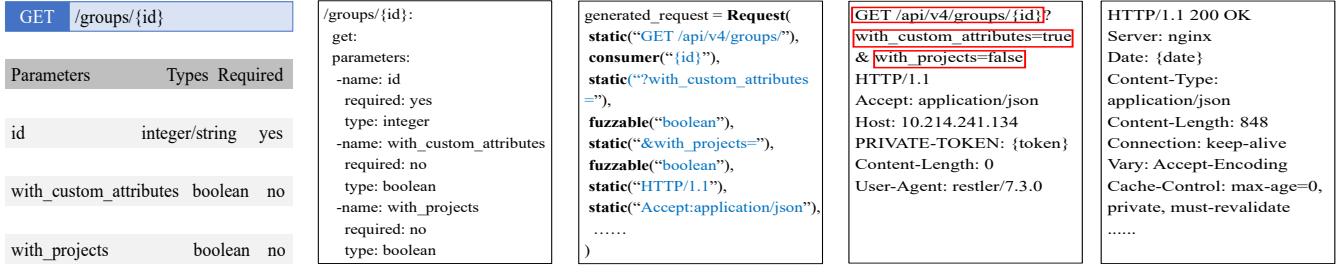 GET /groups/{id}
Parameters Types Required
id integer/string yes
with_custom_attributes boolean no
with_projects boolean no
/groups/{id}:
get:
parameters:
-name: id
required: yes
type: integer
-name: with_custom_attributes
required: no
type: boolean
-name: with_projects
required: no
type: boolean
generated_request = Request(
static(“GET /api/v4/groups/”),
consumer(“{id}”),
static(“?with_custom_attributes
=”),
fuzzable(“boolean”),
static(“&with_projects=”),
fuzzable(“boolean”),
static(“HTTP/1.1”),
static(“Accept:application/json”),
……
)
GET /api/v4/groups/{id}?
with_custom_attributes=true
& with_projects=false
HTTP/1.1
Accept: application/json
Host: 10.214.241.134
PRIVATE-TOKEN: {token}
Content-Length: 0
User-Agent: restler/7.3.0
HTTP/1.1 200 OK
Server: nginx
Date: {date}
Content-Type:
application/json
Content-Length: 848
Connection: keep-alive
Vary: Accept-Encoding
Cache-Control: max-age=0,
private, must-revalidate
......